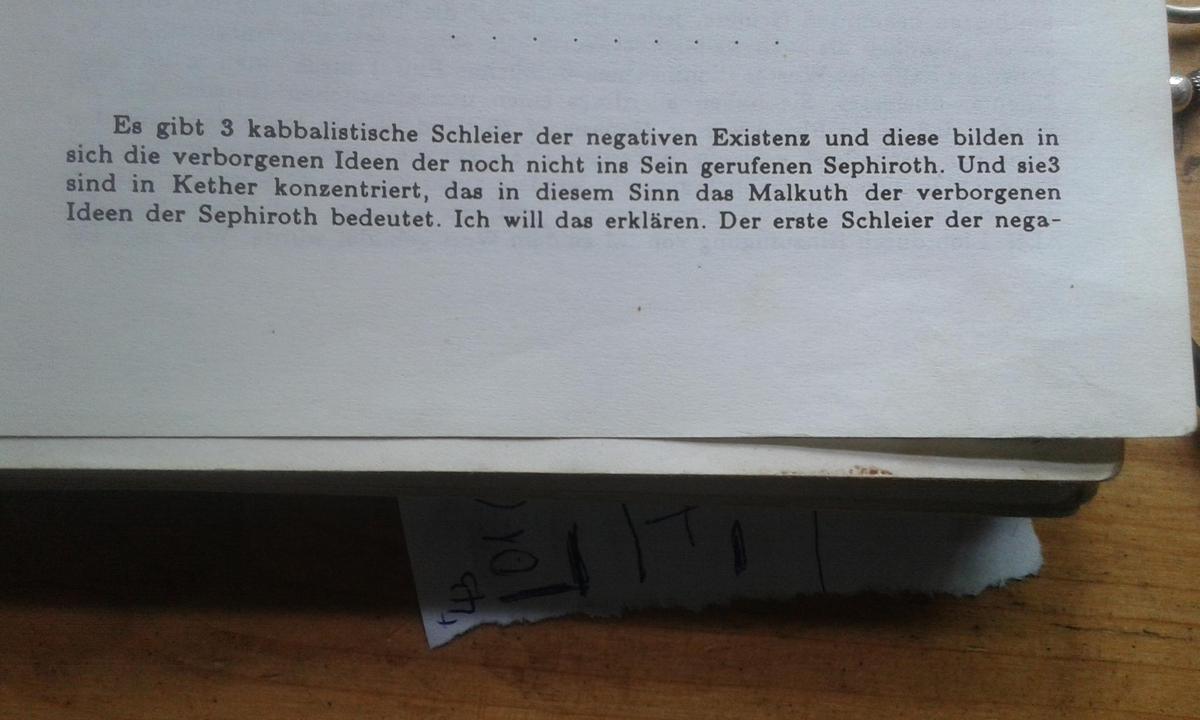 . . . . . . . . .
Es gibt 3 kabbalistische Schleier der negativen Existenz und diese bilden in
sich die verborgenen Ideen der noch nicht ins Sein gerufenen Sephiroth. Und sie3
sind in Kether konzentriert, das in diesem Sinn das Malkuth der verborgenen
Ideen der Sephiroth bedeutet. Ich will das erklären. Der erste Schleier der nega-